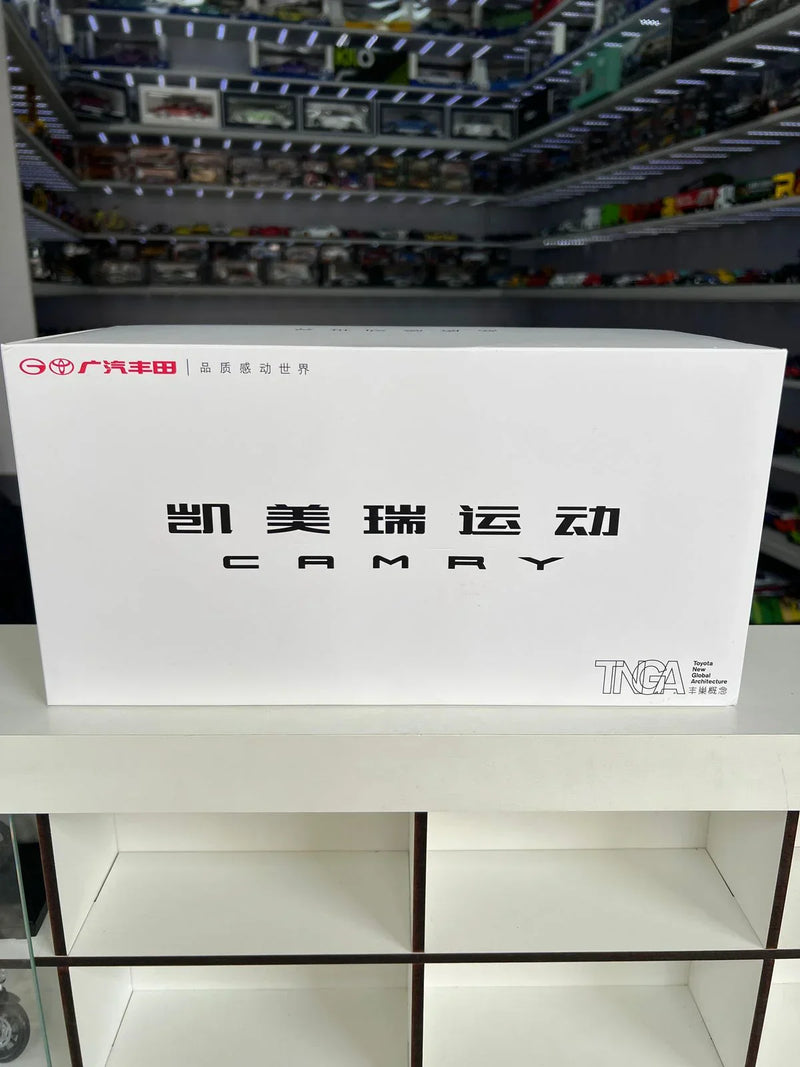 广汽丰田 | 品质感动世界
凯美瑞运动
CAMRY
TNGA
Toyota
New
Global
Architecture
丰巢概念